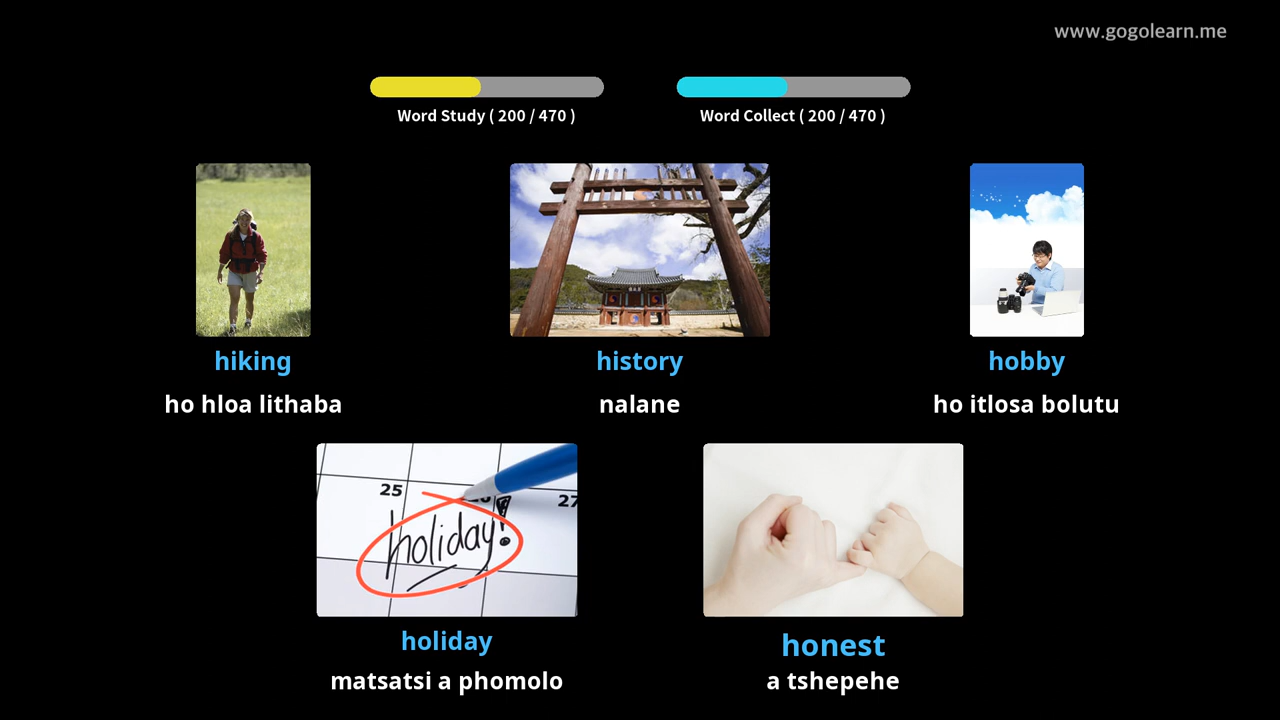 www.gogolearn.me
Word Study ( 200 / 470 )
Word Collect ( 200 / 470 )
hiking
ho hloa lithaba
history
nalane
hobby
ho itlosa bolutu
25
27
holiday!
holiday
matsatsi a phomolo
honest
a tshepehe